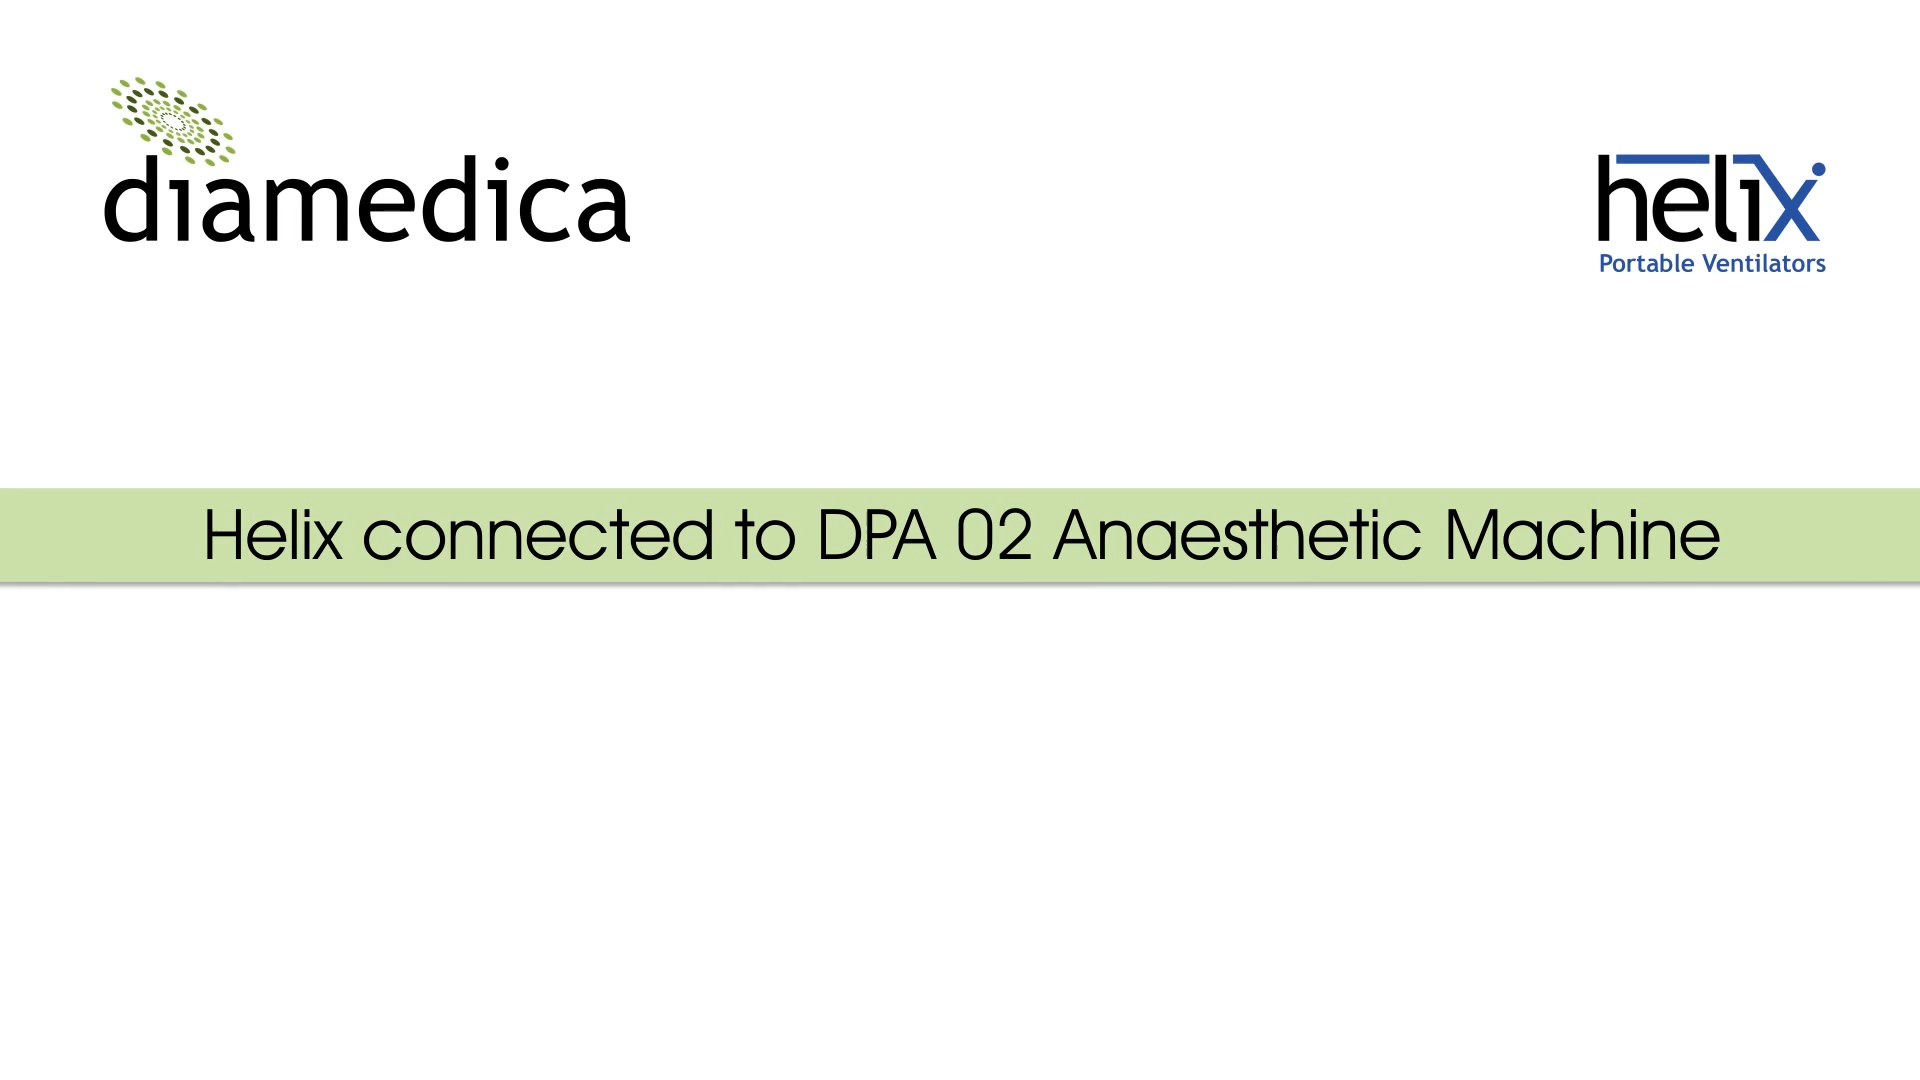 diamedica
helix
Portable Ventilators
Helix connected to DPA 02 Anaesthetic Machine